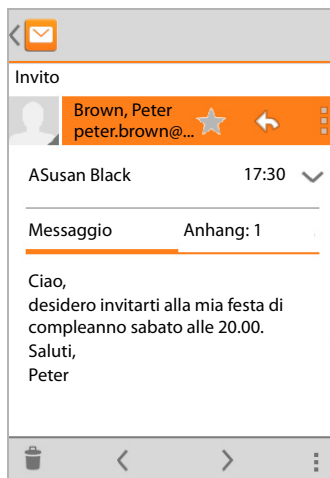 Invito
Brown, Peter
peter.brown@...
ASusan Black 17:30
Messaggio Anhang: 1
Ciao,
desidero invitarti alla mia festa di
compleanno sabato alle 20.00.
Saluti,
Peter